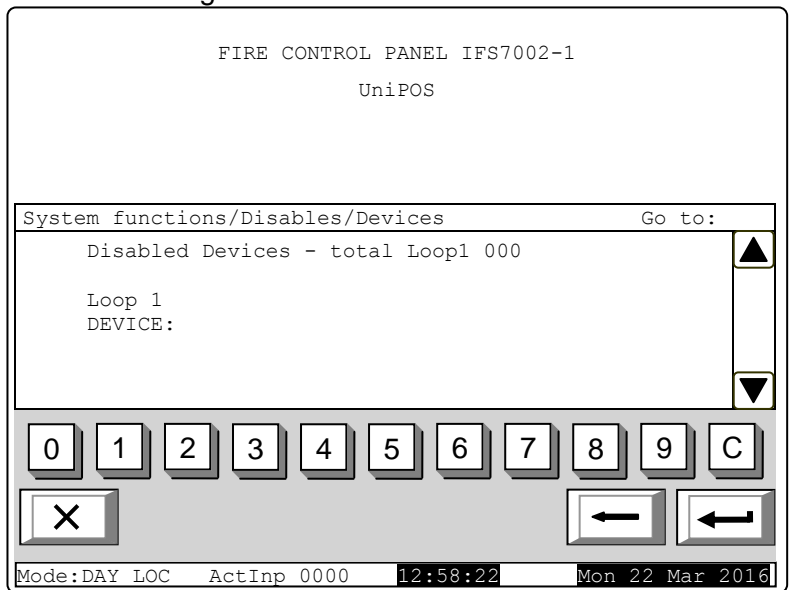 FIRE CONTROL PANEL IFS7002-1
UniPOS
System functions/Disables/Devices Go to:
Disabled Devices - total Loop1 000
Loop 1
DEVICE:
0 1 2 3 4 5 6 7 8 9 C
Mode:DAY LOC ActInp 0000 12:58:22 Mon 22 Mar 2016